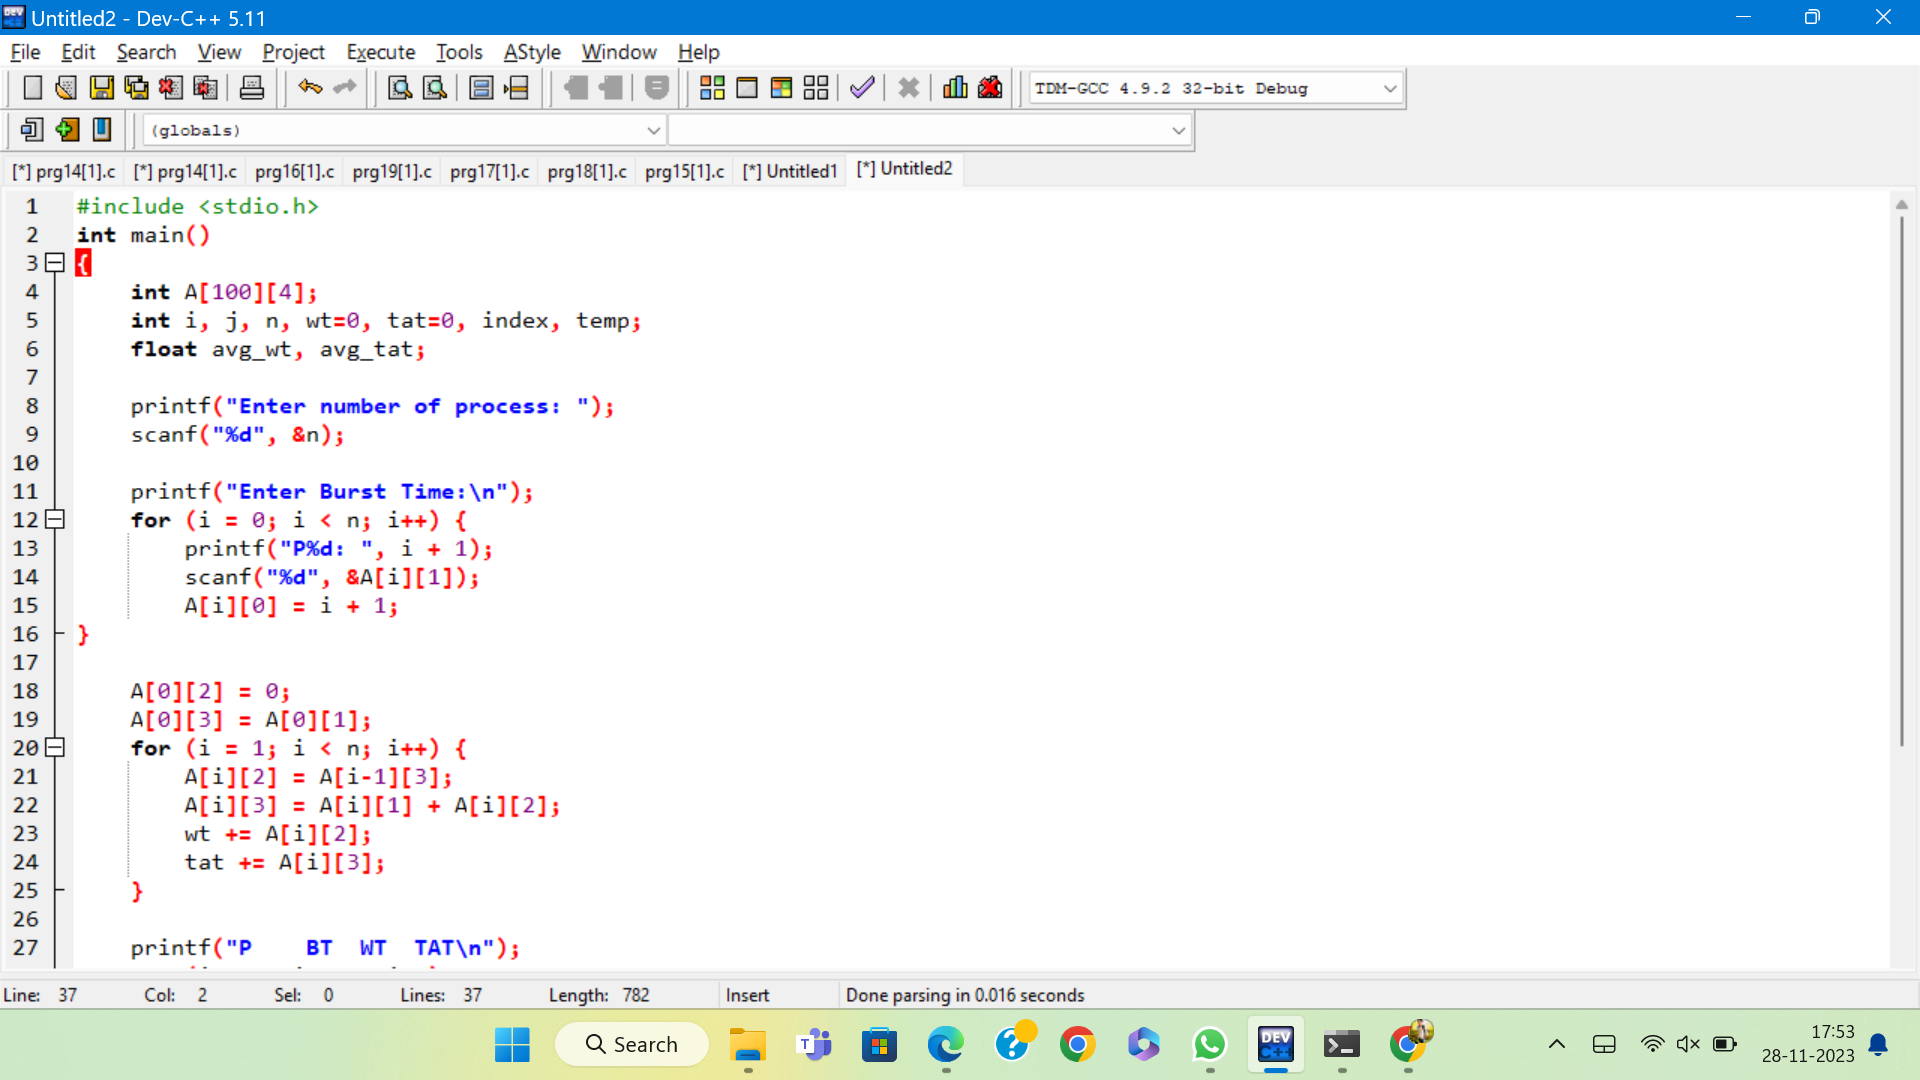 Untitled2 - Dev-C++ 5.11
File Edit Search View Project Execute Tools AStyle Window Help
TDM-GCC 4.9.2 32-bit Debug
(globals)
[*] prg14[1].c [*] prg14[1].c prg16[1].c prg19[1].c prg17[1].c prg18[1].c prg15[1].c [*] Untitled1 [*] Untitled2
1 #include <stdio.h>
2 int main()
3 {
4 int A[100][4];
5 int i, j, n, wt=0, tat=0, index, temp;
6 float avg_wt, avg_tat;
7
8 printf("Enter number of process: ");
9 scanf("%d", &n);
10
11 printf("Enter Burst Time:\n");
12 for (i = 0; i < n; i++) {
13 printf("P%d: ", i + 1);
14 scanf("%d", &A[i][1]);
15 A[i][0] = i + 1;
16 }
17
18 A[0][2] = 0;
19 A[0][3] = A[0][1];
20 for (i = 1; i < n; i++) {
21 A[i][2] = A[i-1][3];
22 A[i][3] = A[i][1] + A[i][2];
23 wt += A[i][2];
24 tat += A[i][3];
25 }
26
27 printf("P    BT  WT  TAT\n");
Line: 37 Col: 2 Sel: 0 Lines: 37 Length: 782 Insert Done parsing in 0.016 seconds
Search
DEV C++
17:53
28-11-2023